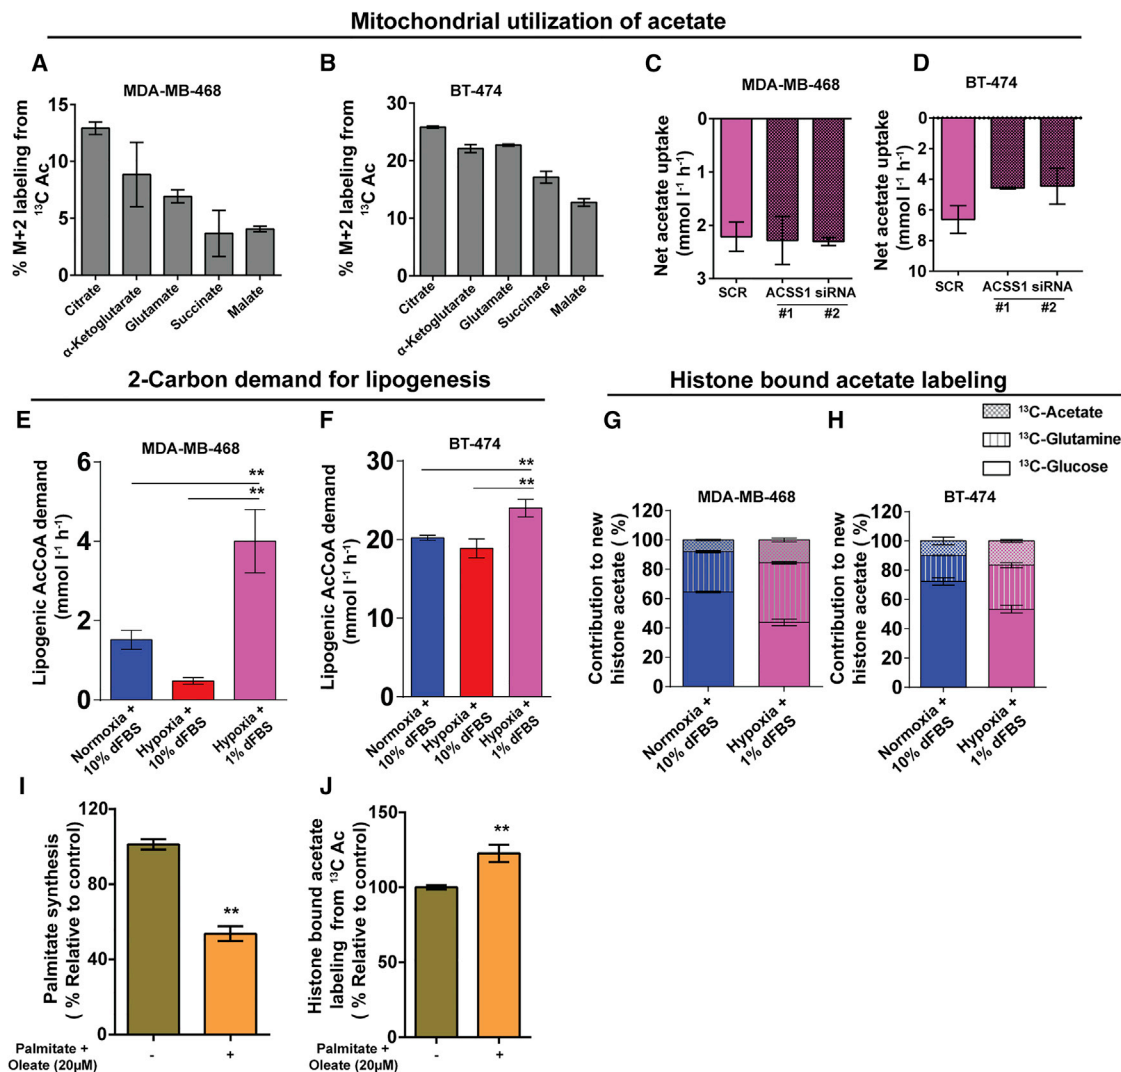 Mitochondrial utilization of acetate
A
MDA-MB-468
% M+2 labeling from
13C Ac
15
10
5
0
Citrate
α-Ketoglutarate
Glutamate
Succinate
Malate
B
BT-474
% M+2 labeling from
13C Ac
30
20
10
0
Citrate
α-Ketoglutarate
Glutamate
Succinate
Malate
C
MDA-MB-468
Net acetate uptake
(mmol l-1 h-1)
0
1
2
3
SCR
ACSS1 siRNA
#1 #2
D
BT-474
Net acetate uptake
(mmol l-1 h-1)
0
2
4
6
8
10
SCR
ACSS1 siRNA
#1 #2
2-Carbon demand for lipogenesis
E
MDA-MB-468
Lipogenic AcCoA demand
(mmol l-1 h-1)
6
4
2
0
**
**
Normoxia +
10% dFBS
Hypoxia +
10% dFBS
Hypoxia +
1% dFBS
F
BT-474
Lipogenic AcCoA demand
(mmol l-1 h-1)
30
20
10
0
**
**
Normoxia +
10% dFBS
Hypoxia +
10% dFBS
Hypoxia +
1% dFBS
Histone bound acetate labeling
13C-Acetate
13C-Glutamine
13C-Glucose
G
MDA-MB-468
Contribution to new
histone acetate ( %)
120
100
80
60
40
20
0
Normoxia +
10% dFBS
Hypoxia +
1% dFBS
H
BT-474
Contribution to new
histone acetate ( %)
120
100
80
60
40
20
0
Normoxia +
10% dFBS
Hypoxia +
1% dFBS
I
Palmitate synthesis
( % Relative to control)
120
80
40
0
**
Palmitate +
Oleate (20µM)
- +
J
Histone bound acetate
labeling from 13C Ac
( % Relative to control)
150
100
50
0
**
Palmitate +
Oleate (20µM)
- +